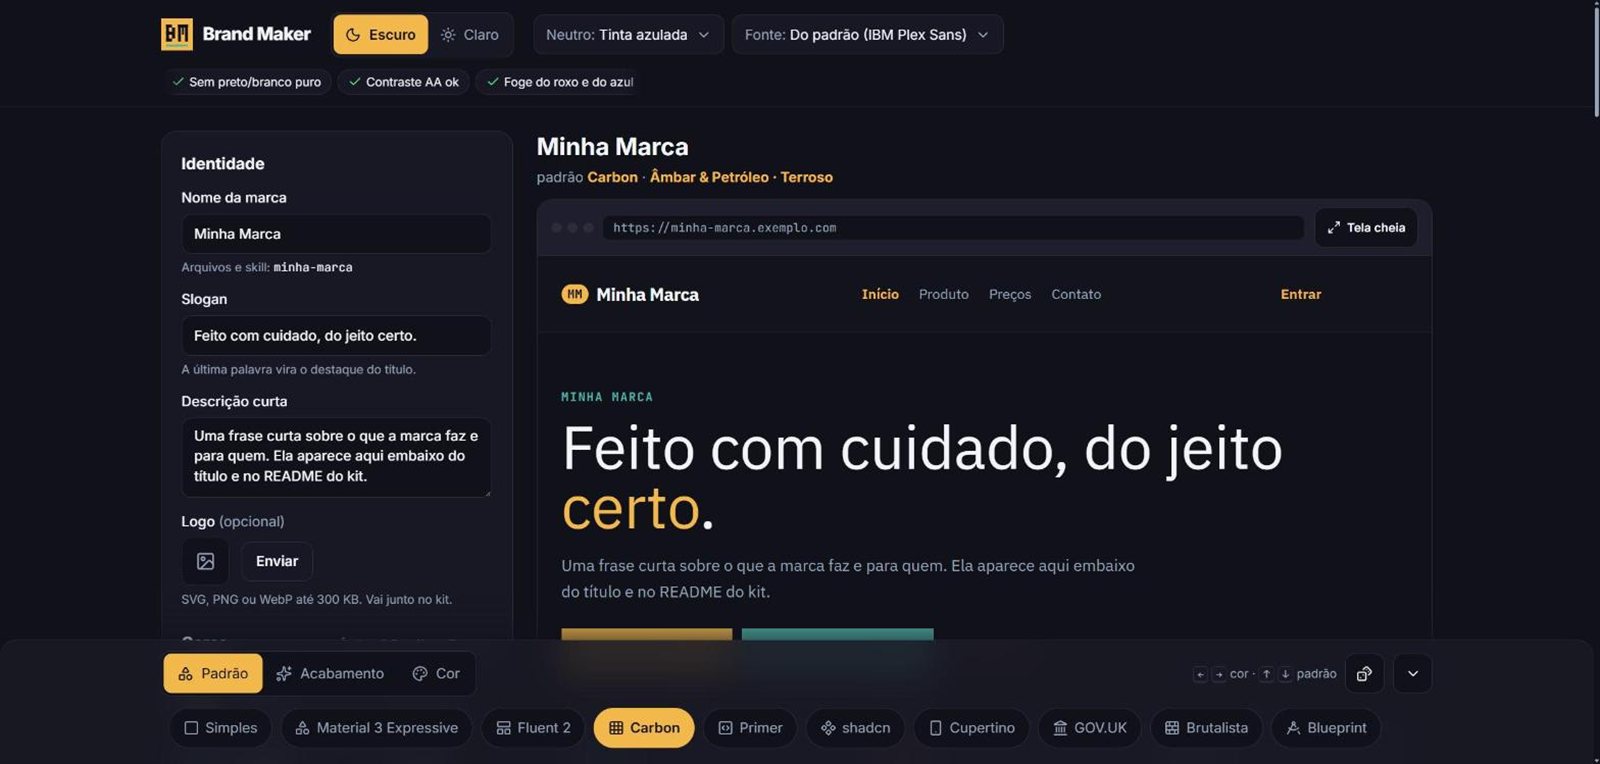 BM Brand Maker Escuro Claro Neutro: Tinta azulada Fonte: Do padrão (IBM Plex Sans)
Sem preto/branco puro Contraste AA ok Foge do roxo e do azul
Identidade
Nome da marca
Minha Marca
Arquivos e skill: minha-marca
Slogan
Feito com cuidado, do jeito certo.
A última palavra vira o destaque do título.
Descrição curta
Uma frase curta sobre o que a marca faz e
para quem. Ela aparece aqui embaixo do
título e no README do kit.
Logo (opcional)
Enviar
SVG, PNG ou WebP até 300 KB. Vai junto no kit.
Minha Marca
padrão Carbon · Âmbar & Petróleo · Terroso
https://minha-marca.exemplo.com Tela cheia
MM Minha Marca Início Produto Preços Contato Entrar
MINHA MARCA
Feito com cuidado, do jeito
certo.
Uma frase curta sobre o que a marca faz e para quem. Ela aparece aqui embaixo
do título e no README do kit.
Padrão Acabamento Cor ← → cor · ↑ ↓ padrão
Simples Material 3 Expressive Fluent 2 Carbon Primer shadcn Cupertino GOV.UK Brutalista Blueprint